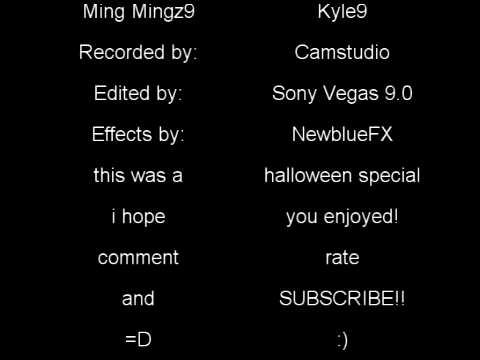 Ming Mingz9 Kyle9
Recorded by: Camstudio
Edited by: Sony Vegas 9.0
Effects by: NewblueFX
this was a halloween special
i hope you enjoyed!
comment rate
and SUBSCRIBE!!
=D :)